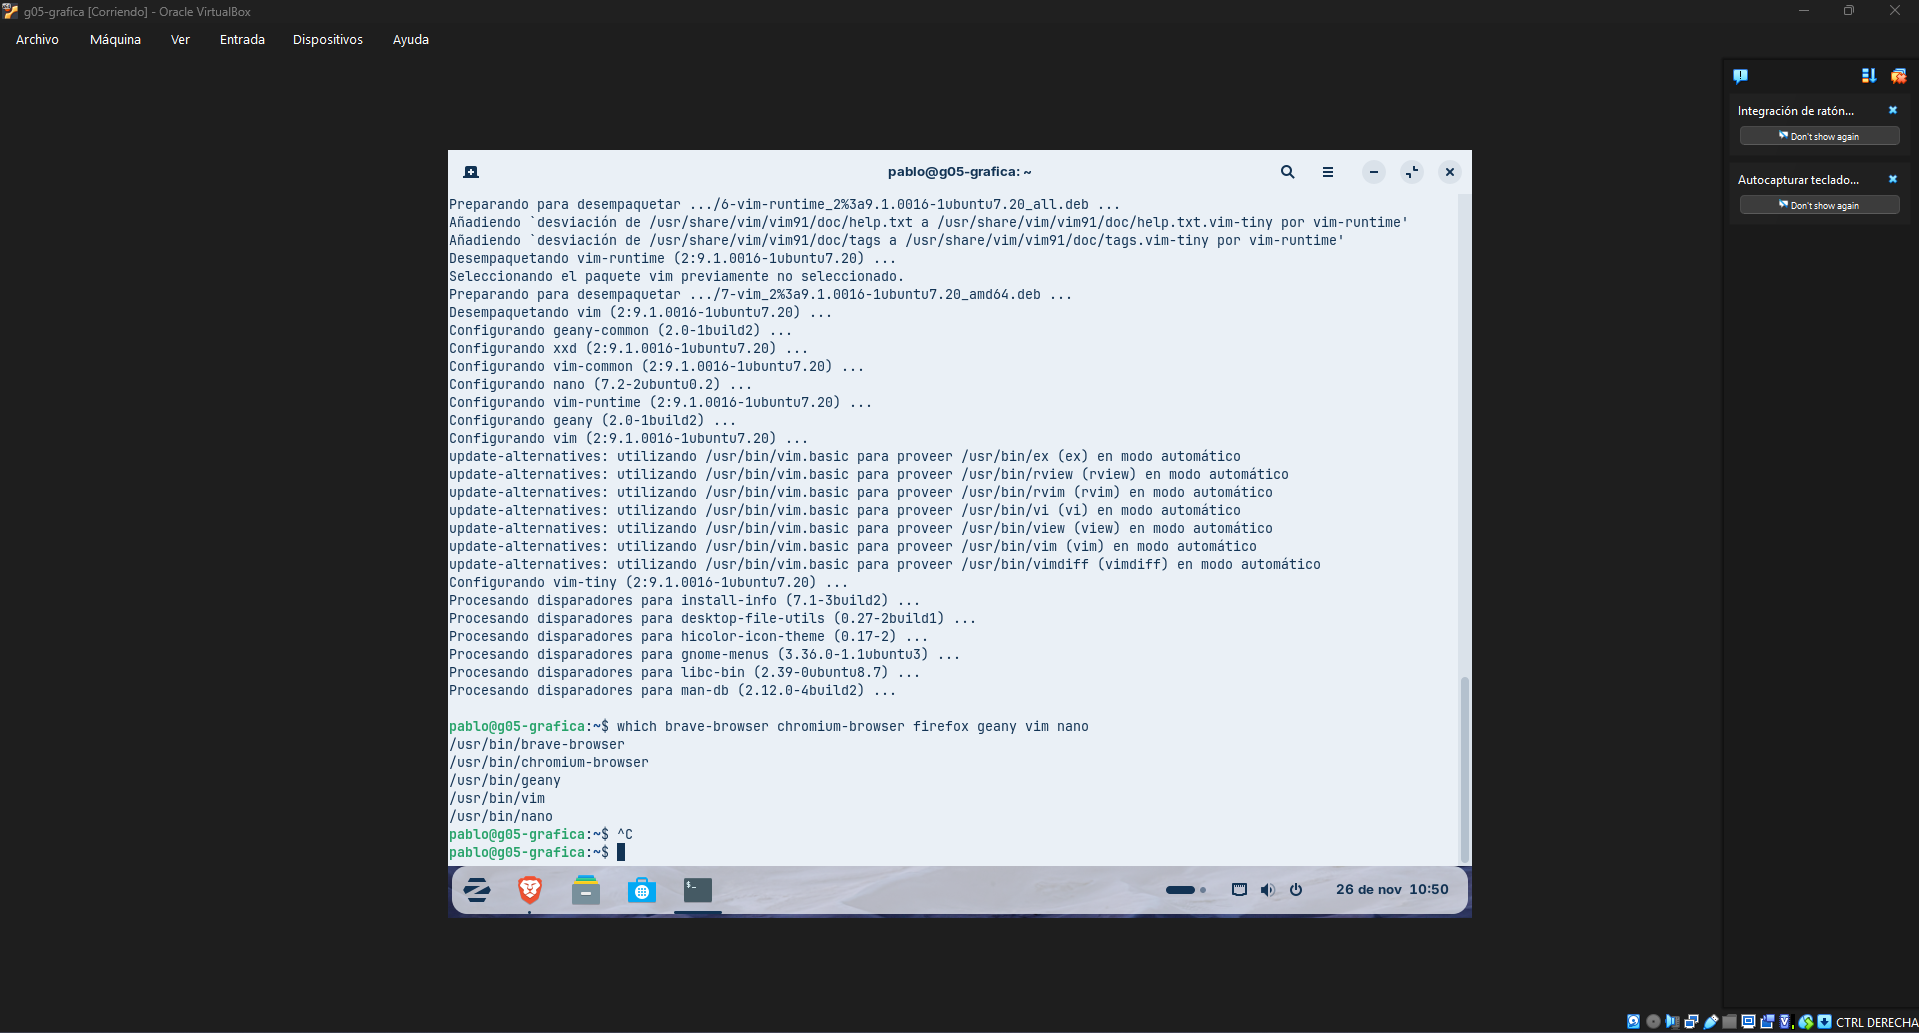 g05-grafica [Corriendo] - Oracle VirtualBox
Archivo Máquina Ver Entrada Dispositivos Ayuda
Integración de ratón...
Don't show again
Autocapturar teclado...
Don't show again
pablo@g05-grafica: ~
Preparando para desempaquetar .../6-vim-runtime_2%3a9.1.0016-1ubuntu7.20_all.deb ...
Añadiendo `desviación de /usr/share/vim/vim91/doc/help.txt a /usr/share/vim/vim91/doc/help.txt.vim-tiny por vim-runtime'
Añadiendo `desviación de /usr/share/vim/vim91/doc/tags a /usr/share/vim/vim91/doc/tags.vim-tiny por vim-runtime'
Desempaquetando vim-runtime (2:9.1.0016-1ubuntu7.20) ...
Seleccionando el paquete vim previamente no seleccionado.
Preparando para desempaquetar .../7-vim_2%3a9.1.0016-1ubuntu7.20_amd64.deb ...
Desempaquetando vim (2:9.1.0016-1ubuntu7.20) ...
Configurando geany-common (2.0-1build2) ...
Configurando xxd (2:9.1.0016-1ubuntu7.20) ...
Configurando vim-common (2:9.1.0016-1ubuntu7.20) ...
Configurando nano (7.2-2ubuntu0.2) ...
Configurando vim-runtime (2:9.1.0016-1ubuntu7.20) ...
Configurando geany (2.0-1build2) ...
Configurando vim (2:9.1.0016-1ubuntu7.20) ...
update-alternatives: utilizando /usr/bin/vim.basic para proveer /usr/bin/ex (ex) en modo automático
update-alternatives: utilizando /usr/bin/vim.basic para proveer /usr/bin/rview (rview) en modo automático
update-alternatives: utilizando /usr/bin/vim.basic para proveer /usr/bin/rvim (rvim) en modo automático
update-alternatives: utilizando /usr/bin/vim.basic para proveer /usr/bin/vi (vi) en modo automático
update-alternatives: utilizando /usr/bin/vim.basic para proveer /usr/bin/view (view) en modo automático
update-alternatives: utilizando /usr/bin/vim.basic para proveer /usr/bin/vim (vim) en modo automático
update-alternatives: utilizando /usr/bin/vim.basic para proveer /usr/bin/vimdiff (vimdiff) en modo automático
Configurando vim-tiny (2:9.1.0016-1ubuntu7.20) ...
Procesando disparadores para install-info (7.1-3build2) ...
Procesando disparadores para desktop-file-utils (0.27-2build1) ...
Procesando disparadores para hicolor-icon-theme (0.17-2) ...
Procesando disparadores para gnome-menus (3.36.0-1.1ubuntu3) ...
Procesando disparadores para libc-bin (2.39-0ubuntu8.7) ...
Procesando disparadores para man-db (2.12.0-4build2) ...
pablo@g05-grafica:~$ which brave-browser chromium-browser firefox geany vim nano
/usr/bin/brave-browser
/usr/bin/chromium-browser
/usr/bin/geany
/usr/bin/vim
/usr/bin/nano
pablo@g05-grafica:~$ ^C
pablo@g05-grafica:~$
26 de nov 10:50
CTRL DERECHA